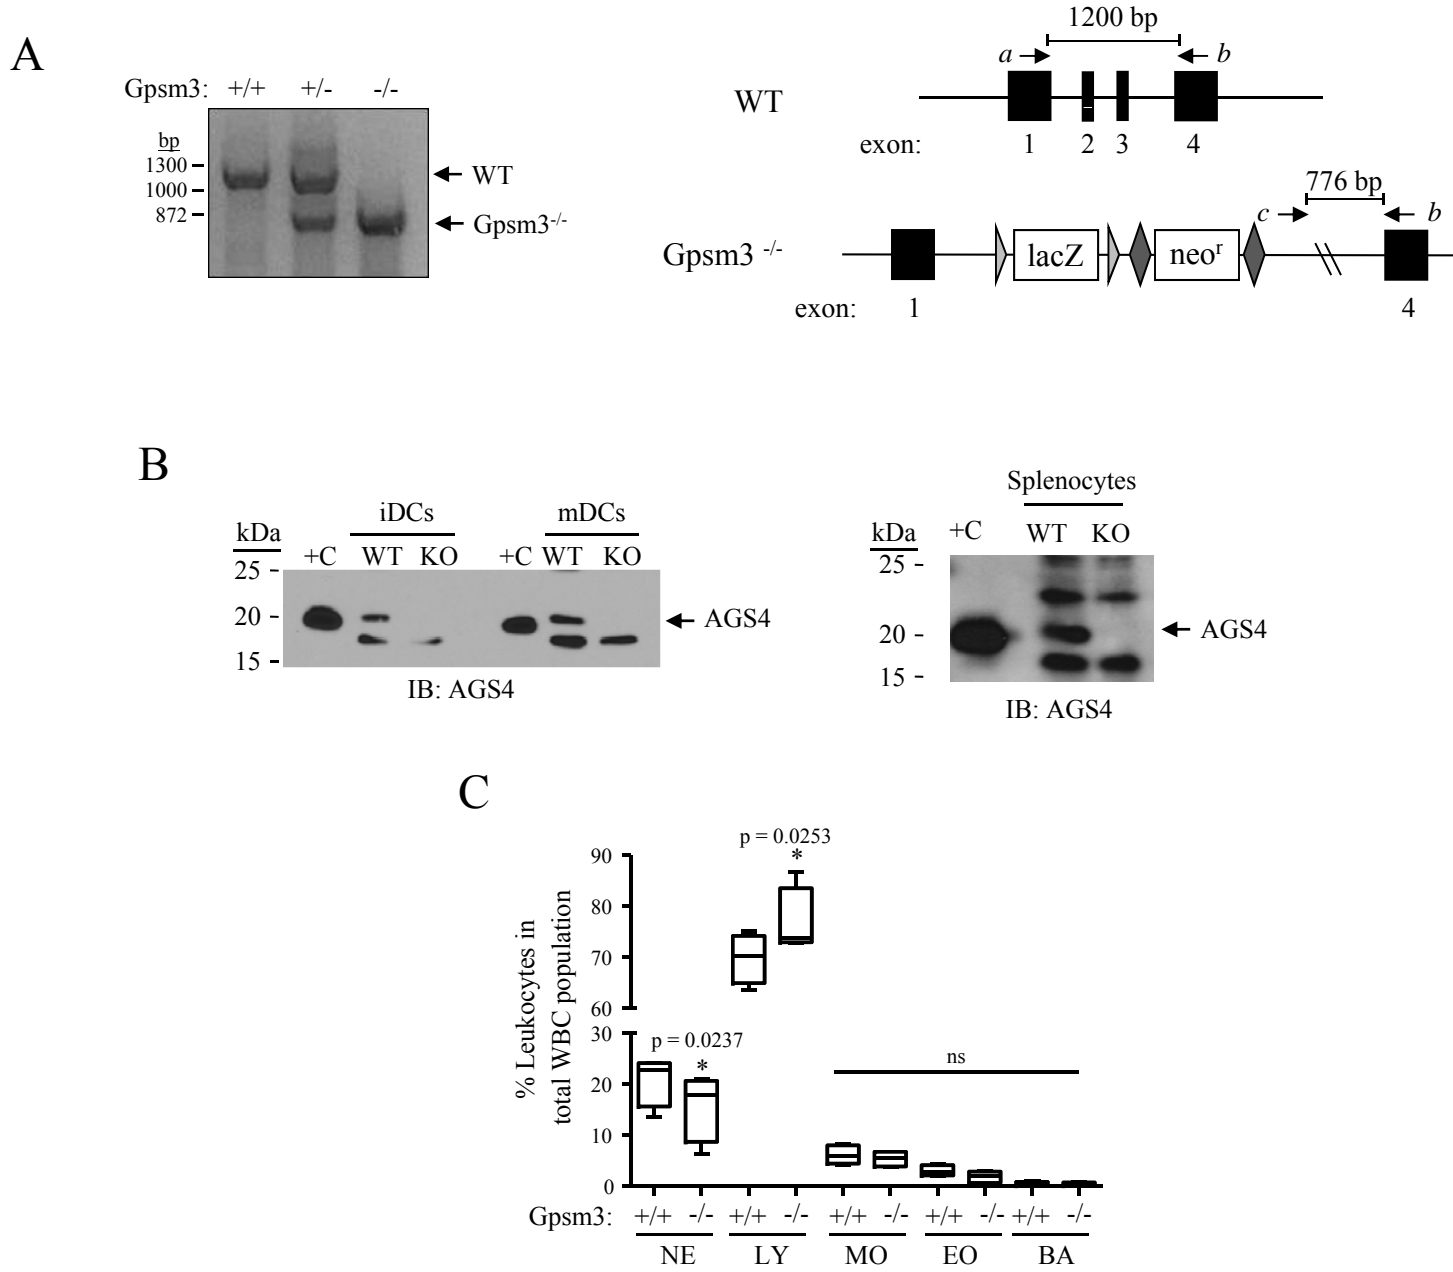 A
Gpsm3: +/+ +/- -/-
bp
1300
1000
872
WT
Gpsm3-/-
1200 bp
a b
WT
exon: 1 2 3 4
776 bp
c b
Gpsm3 -/- lacZ neor
exon: 1 4
B
iDCs mDCs
kDa +C WT KO +C WT KO
25
20
15
AGS4
IB: AGS4
Splenocytes
kDa +C WT KO
25
20
15
AGS4
IB: AGS4
C
p = 0.0253
*
% Leukocytes in
total WBC population
90
80
70
60
30
20
10
0
p = 0.0237
*
ns
Gpsm3: +/+ -/- +/+ -/- +/+ -/- +/+ -/- +/+ -/-
NE LY MO EO BA